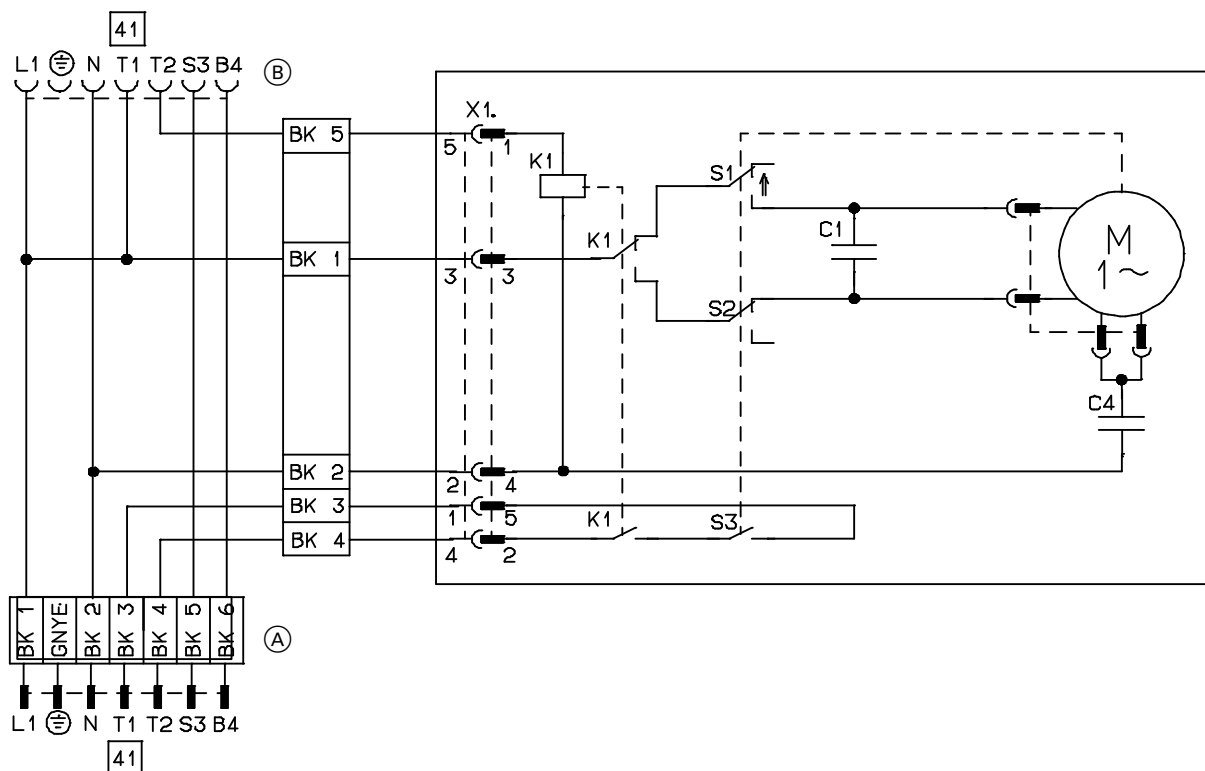 41
L1 N T1 T2 S3 B4 B
X1.
BK 5
5 1
K1
S1
K1
C1
M
1 ~
BK 1
3 3
S2
C4
BK 2
2 4
BK 3
1 5
K1 S3
BK 4
4 2
BK 1
GNYE
BK 2
BK 3
BK 4
BK 5
BK 6
A
L1 N T1 T2 S3 B4
41